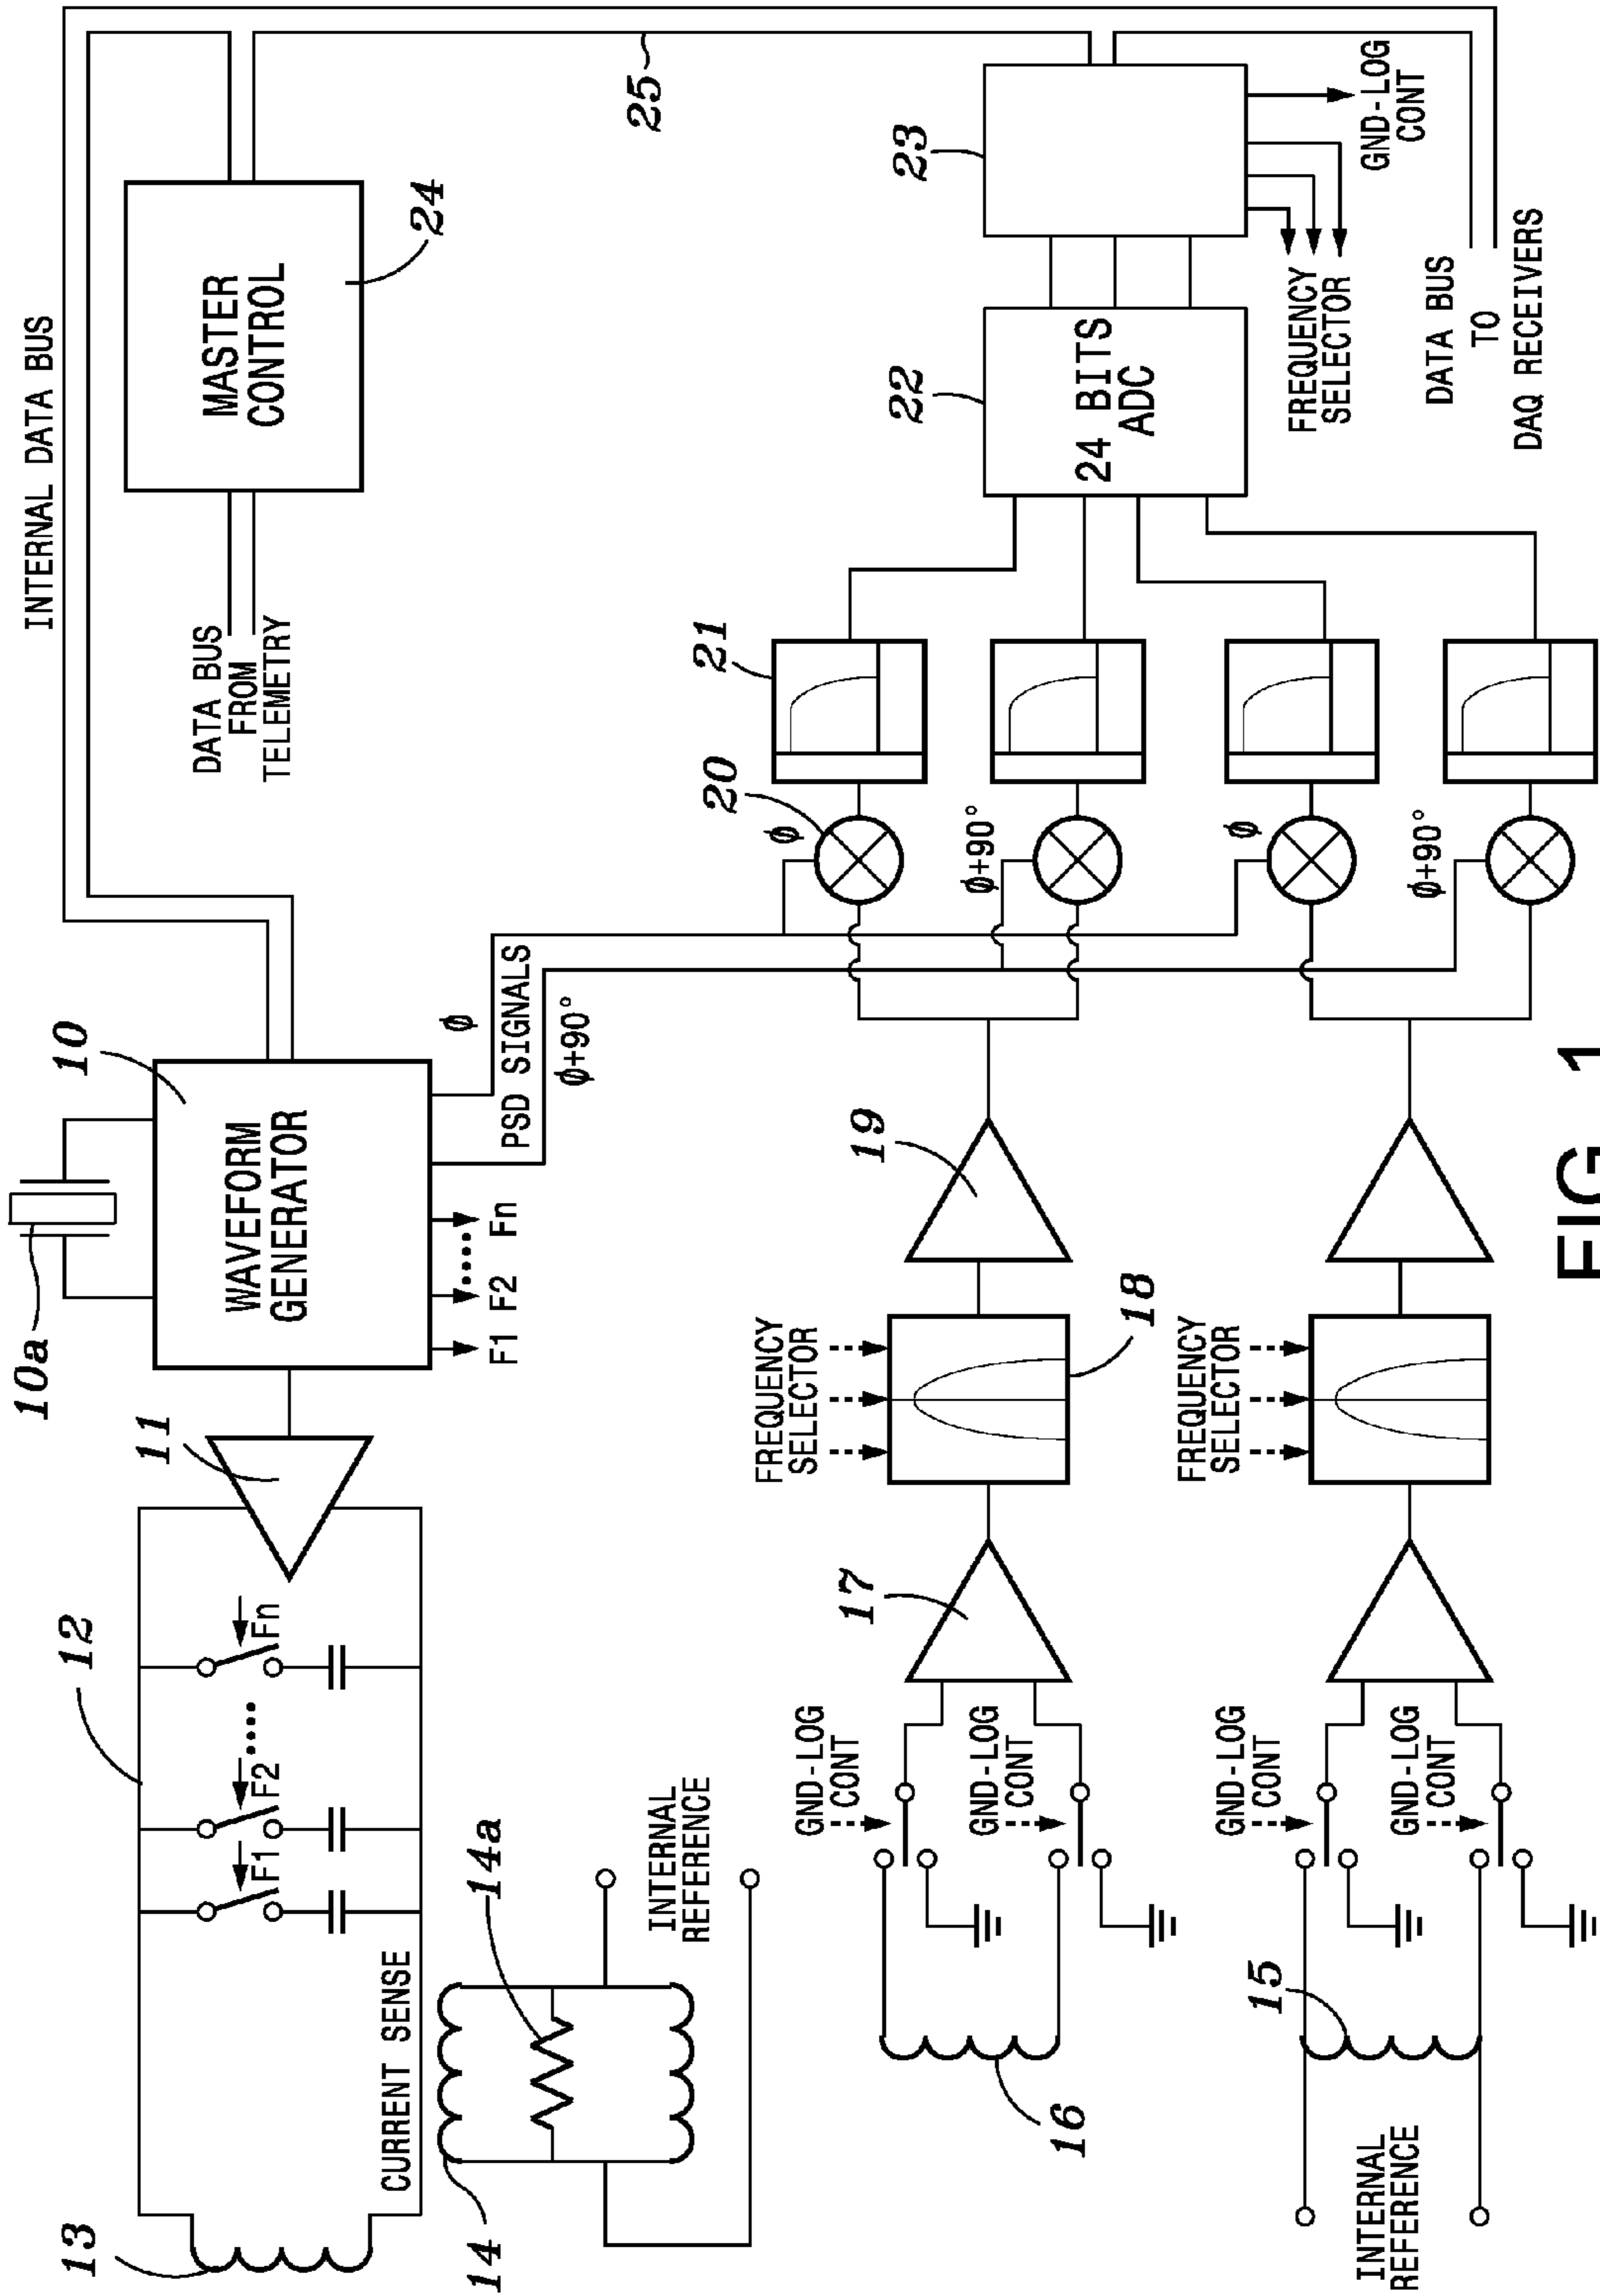 INTERNAL DATA BUS
10a
10
WAVEFORM
GENERATOR
11
12
13
F1
F2
....
Fn
F1 F2
....
Fn
Ø
PSD SIGNALS
Ø+90°
DATA BUS
FROM
TELEMETRY
MASTER
CONTROL
24
25
CURRENT SENSE
14
14a
INTERNAL
REFERENCE
16
GND-LOG
CONT
GND-LOG
CONT
17
FREQUENCY
SELECTOR
18
19
20
Ø
Ø+90°
Ø
Ø+90°
21
22
24 BITS
ADC
23
GND-LOG
CONT
FREQUENCY
SELECTOR
DATA BUS
TO
DAQ RECEIVERS
INTERNAL
REFERENCE
15
GND-LOG
CONT
GND-LOG
CONT
FREQUENCY
SELECTOR
FIG. 1